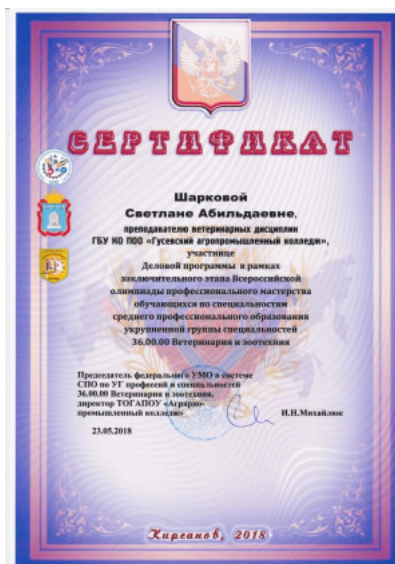 СЕРТИФИКАТ
Шарковой
Светлане Абильдаевне,
преподавателю ветеринарных дисциплин
ГБУ КО ПОО «Гусевский агропромышленный колледж»,
участнице
Деловой программы в рамках
заключительного этапа Всероссийской
олимпиады профессионального мастерства
обучающихся по специальностям
среднего профессионального образования
укрупненной группы специальностей
36.00.00 Ветеринария и зоотехния
Председатель федерального УМО в системе
СПО по УГ профессий и специальностей
36.00.00 Ветеринария и зоотехния,
директор ТОГАПОУ «Аграрно-
промышленный колледж»
И.Н.Михайлюк
23.05.2018
Кирсанов, 2018